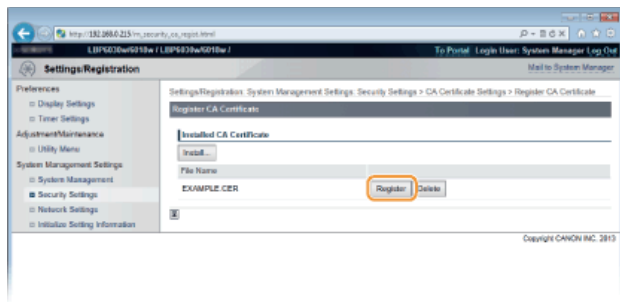 http://192.168.0.215/m_security_ca_regist.html
LBP6030w/6018w / LBP6030w/6018w /
To Portal Login User: System Manager Log Out
Settings/Registration
Mail to System Manager
Preferences
Settings/Registration: System Management Settings: Security Settings > CA Certificate Settings > Register CA Certificate
Display Settings
Register CA Certificate
Timer Settings
Adjustment/Maintenance
Installed CA Certificate
Utility Menu
Install...
System Management Settings
File Name
System Management
EXAMPLE.CER
Register
Delete
Security Settings
Network Settings
Initialize Setting Information
Copyright CANON INC. 2013